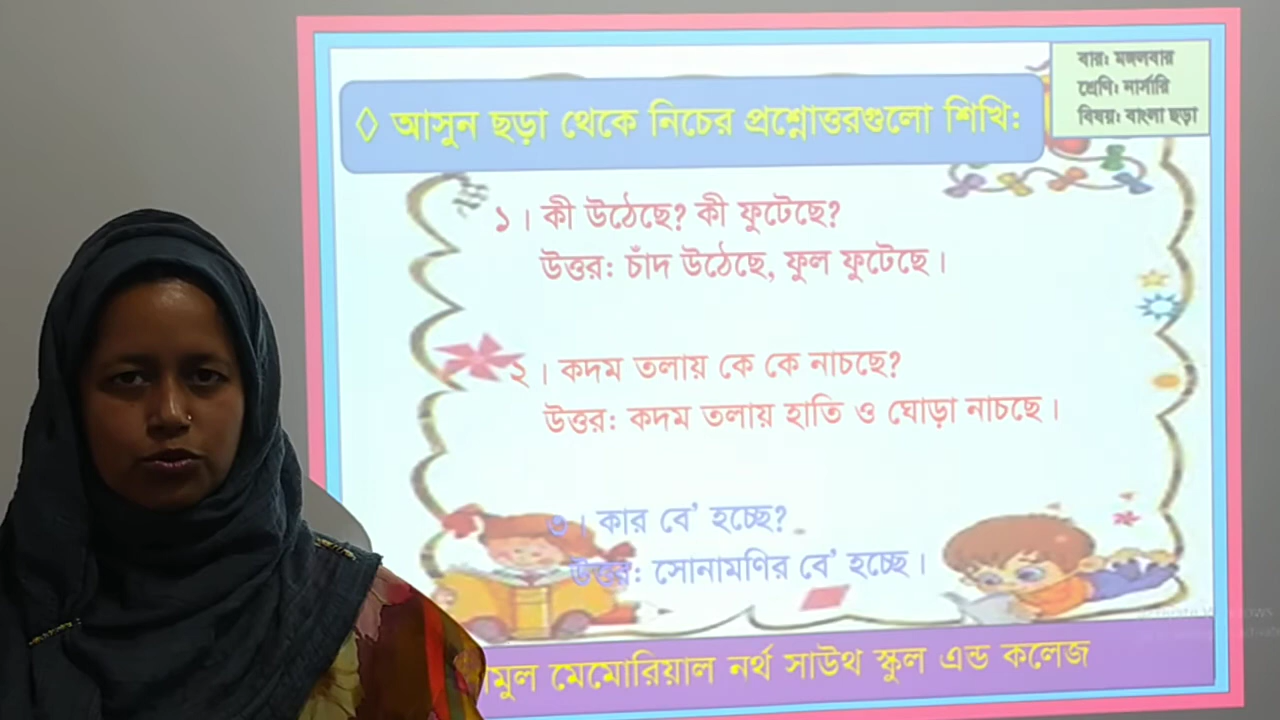 বার: মঙ্গলবার
শ্রেণি: নার্সারি
বিষয়: বাংলা ছড়া
◊ আসুন ছড়া থেকে নিচের প্রশ্নোত্তরগুলো শিখি:
১। কী উঠেছে? কী ফুটেছে?
উত্তর: চাঁদ উঠেছে, ফুল ফুটেছে।
২। কদম তলায় কে কে নাচছে?
উত্তর: কদম তলায় হাতি ও ঘোড়া নাচছে।
৩। কার বে’ হচ্ছে?
উত্তর: সোনামণির বে’ হচ্ছে।
মেমোরিয়াল নর্থ সাউথ স্কুল এন্ড কলেজ